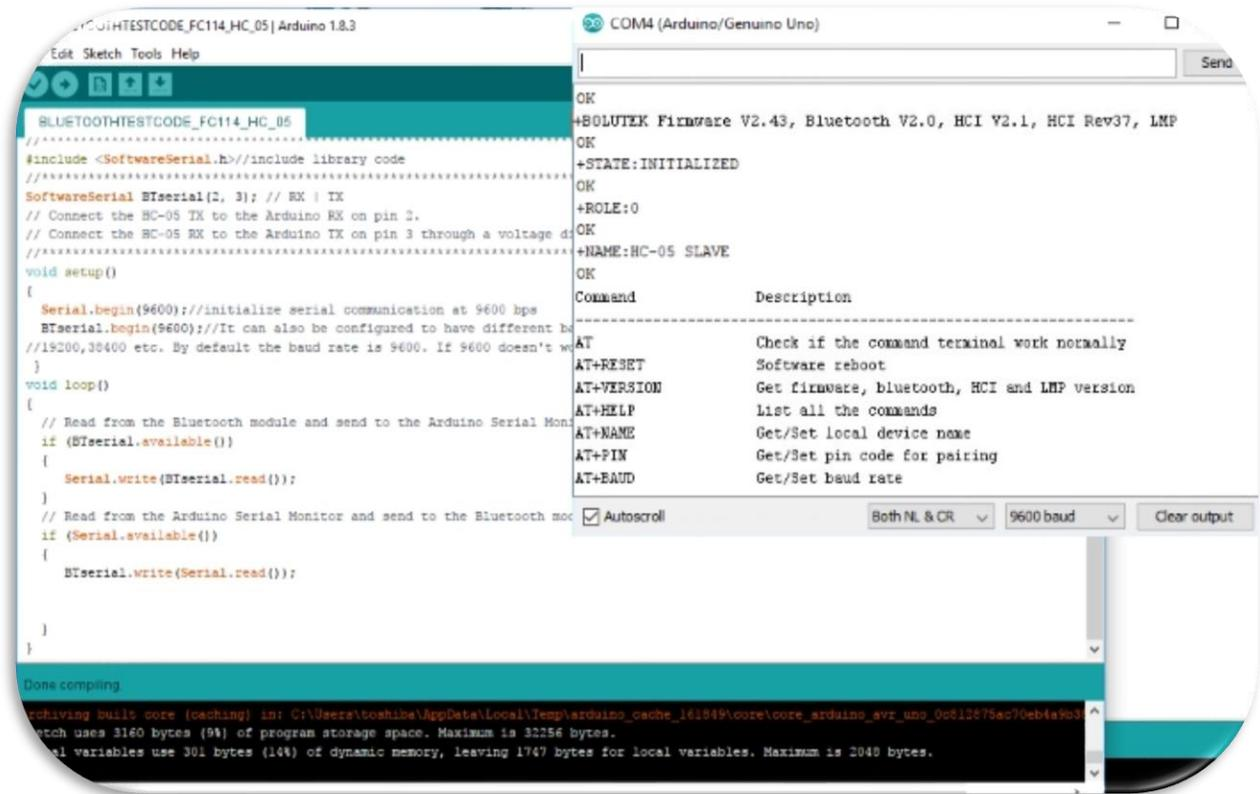 BLUETOOTHTESTCODE_FC114_HC_05 | Arduino 1.8.3
Edit Sketch Tools Help
BLUETOOTHTESTCODE_FC114_HC_05
#include <SoftwareSerial.h>//include library code
SoftwareSerial BTserial(2, 3); // RX | TX
// Connect the HC-05 TX to the Arduino RX on pin 2.
// Connect the HC-05 RX to the Arduino TX on pin 3 through a voltage
void setup()
{
Serial.begin(9600);//initialize serial communication at 9600 bps
BTserial.begin(9600);//It can also be configured to have different
//19200,38400 etc. By default the baud rate is 9600. If 9600 doesn't
}
void loop()
{
// Read from the Bluetooth module and send to the Arduino Serial
if (BTserial.available())
{
Serial.write(BTserial.read());
}
// Read from the Arduino Serial Monitor and send to the Bluetooth
if (Serial.available())
{
BTserial.write(Serial.read());
}
}
Done compiling.
archiving built core (caching) in: C:\Users\toshiba\AppData\Local\Temp\arduino_cache_161849\core\core_arduino_avr_uno_
uses 3160 bytes (9%) of program storage space. Maximum is 32256 bytes.
variables use 301 bytes (14%) of dynamic memory, leaving 1747 bytes for local variables. Maximum is 2048 bytes.
COM4 (Arduino/Genuino Uno)
Send
OK
+BOLUTEK Firmware V2.43, Bluetooth V2.0, HCI V2.1, HCI Rev37, LMP
OK
+STATE:INITIALIZED
OK
+ROLE:0
OK
+NAME:HC-05 SLAVE
OK
Command Description
------------------------------------------------------------------
AT Check if the command terminal work normally
AT+RESET Software reboot
AT+VERSION Get firmware, bluetooth, HCI and LMP version
AT+HELP List all the commands
AT+NAME Get/Set local device name
AT+PIN Get/Set pin code for pairing
AT+BAUD Get/Set baud rate
Autoscroll Both NL & CR 9600 baud Clear output